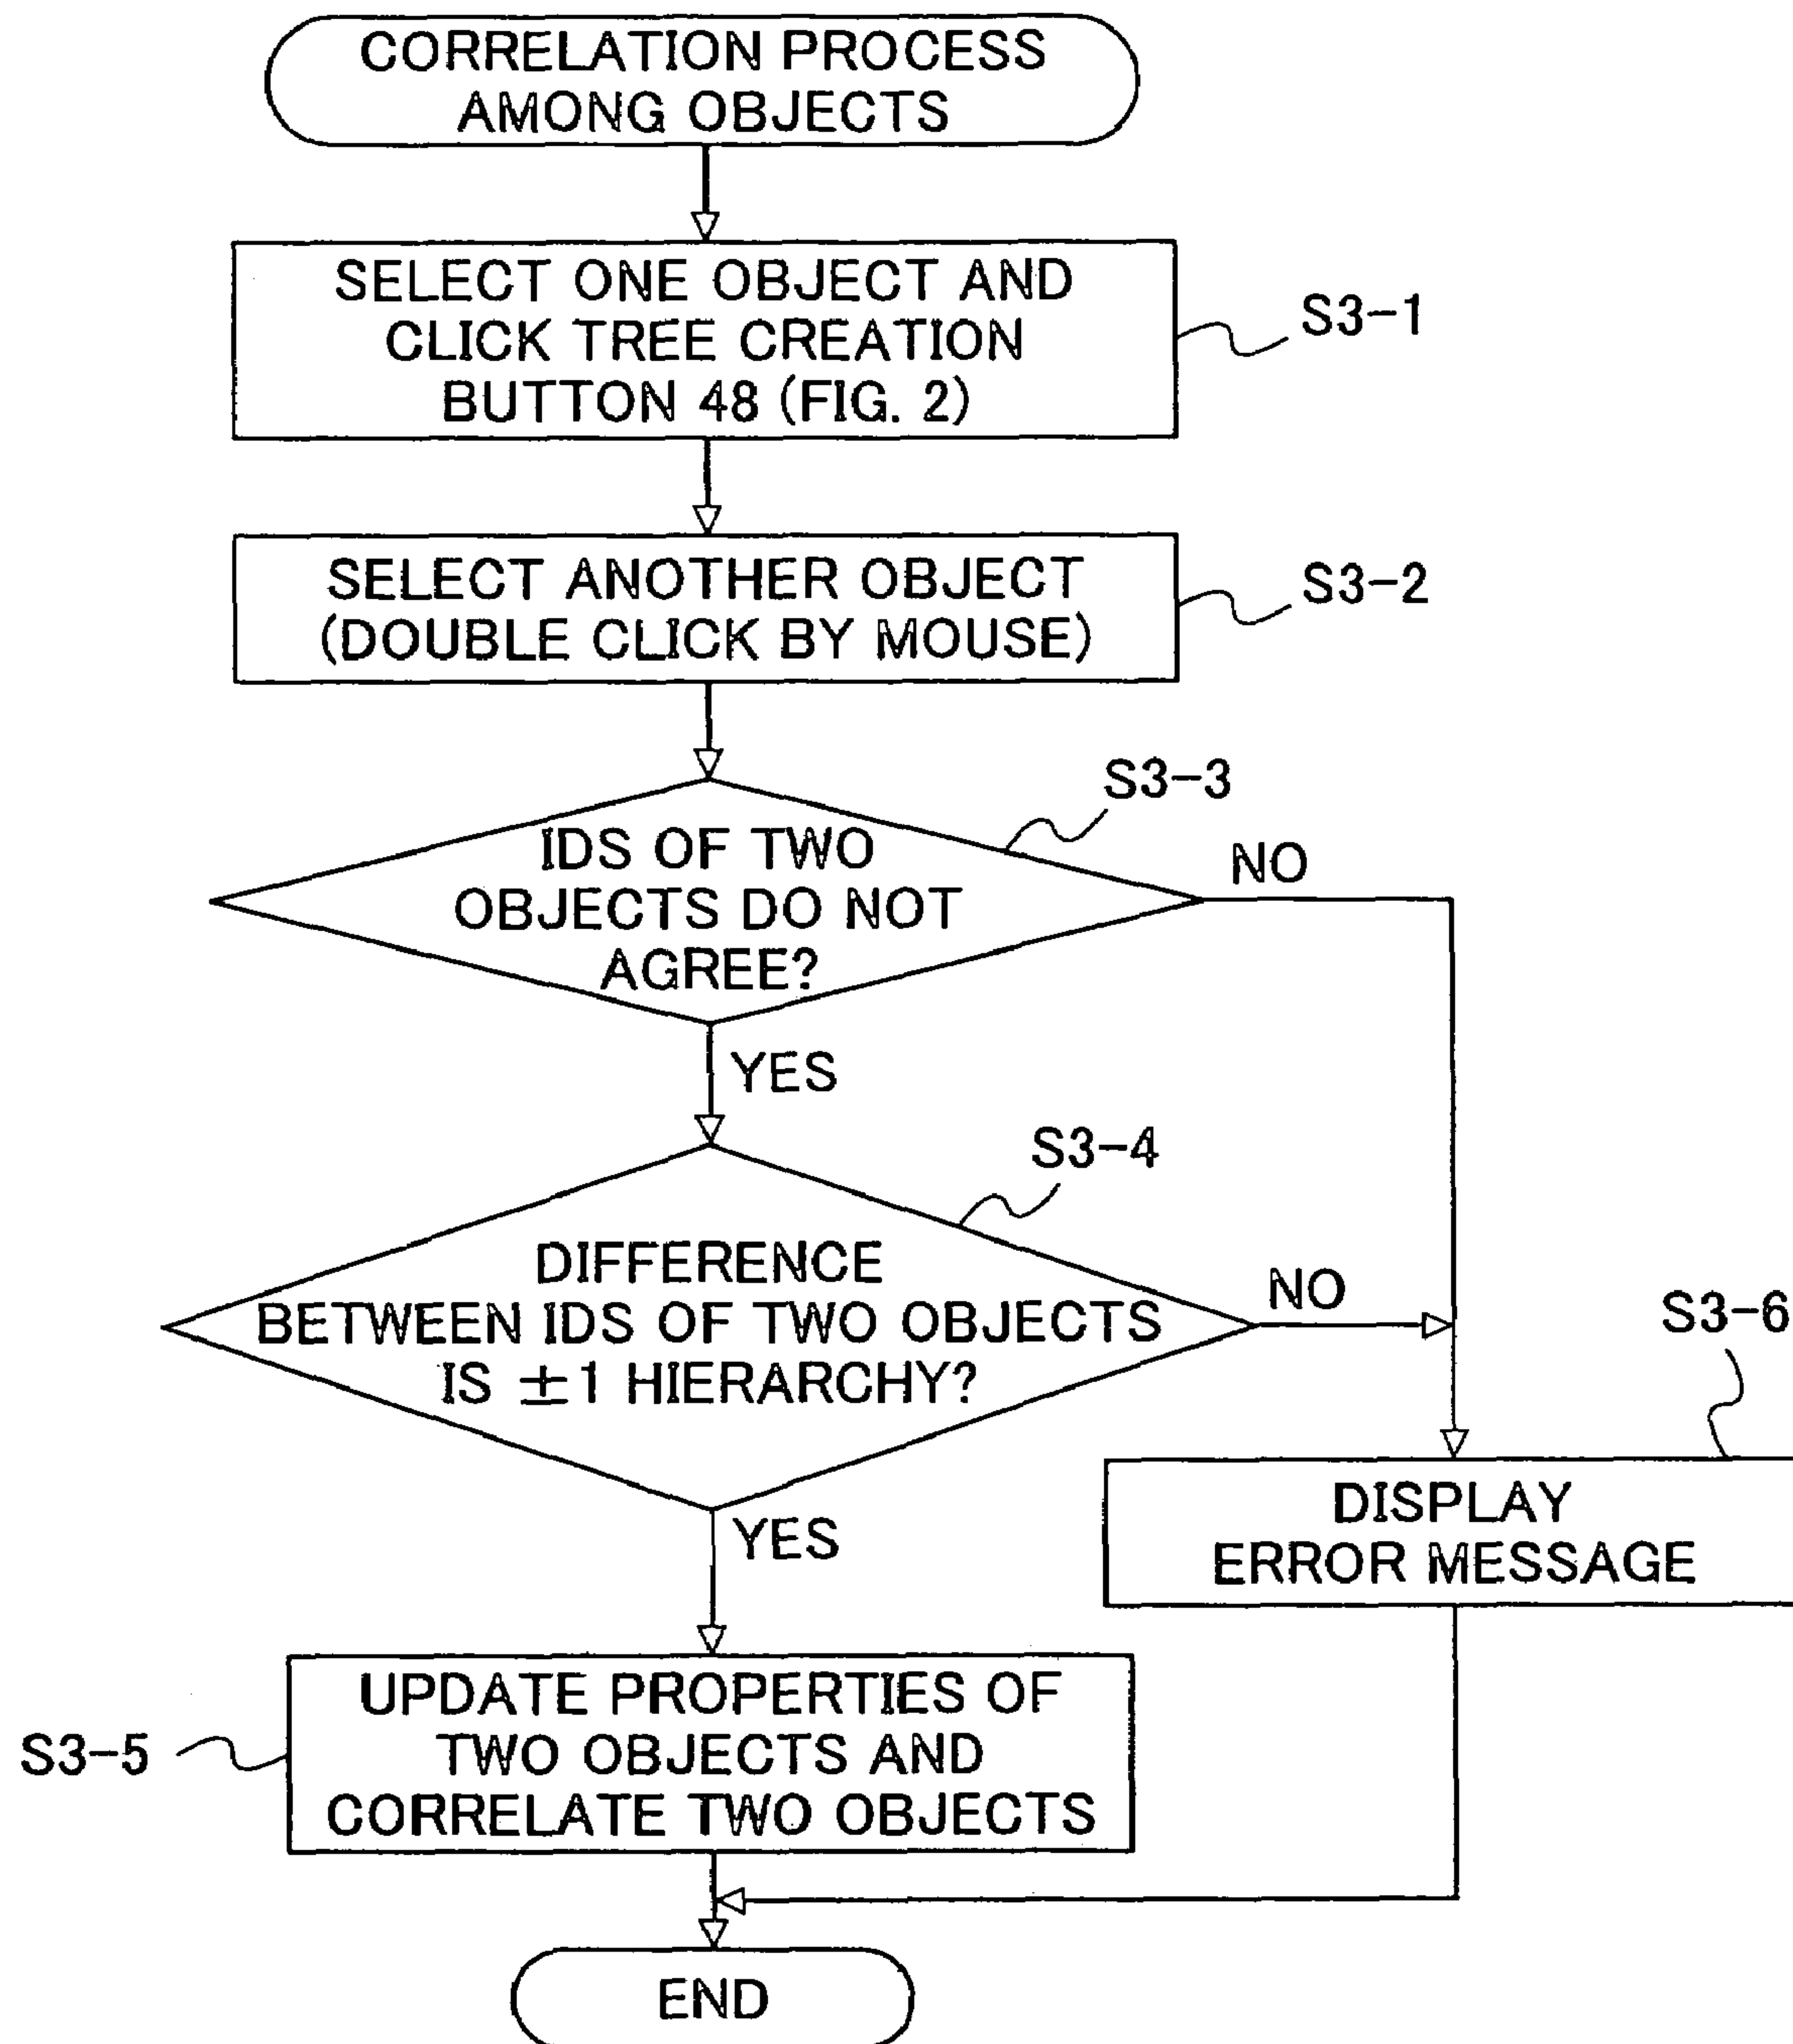 CORRELATION PROCESS
AMONG OBJECTS
SELECT ONE OBJECT AND
CLICK TREE CREATION
BUTTON 48 (FIG. 2)
S3-1
SELECT ANOTHER OBJECT
(DOUBLE CLICK BY MOUSE)
S3-2
S3-3
IDS OF TWO
OBJECTS DO NOT
AGREE?
NO
YES
S3-4
DIFFERENCE
BETWEEN IDS OF TWO OBJECTS
IS ±1 HIERARCHY?
NO
YES
S3-6
DISPLAY
ERROR MESSAGE
S3-5
UPDATE PROPERTIES OF
TWO OBJECTS AND
CORRELATE TWO OBJECTS
END